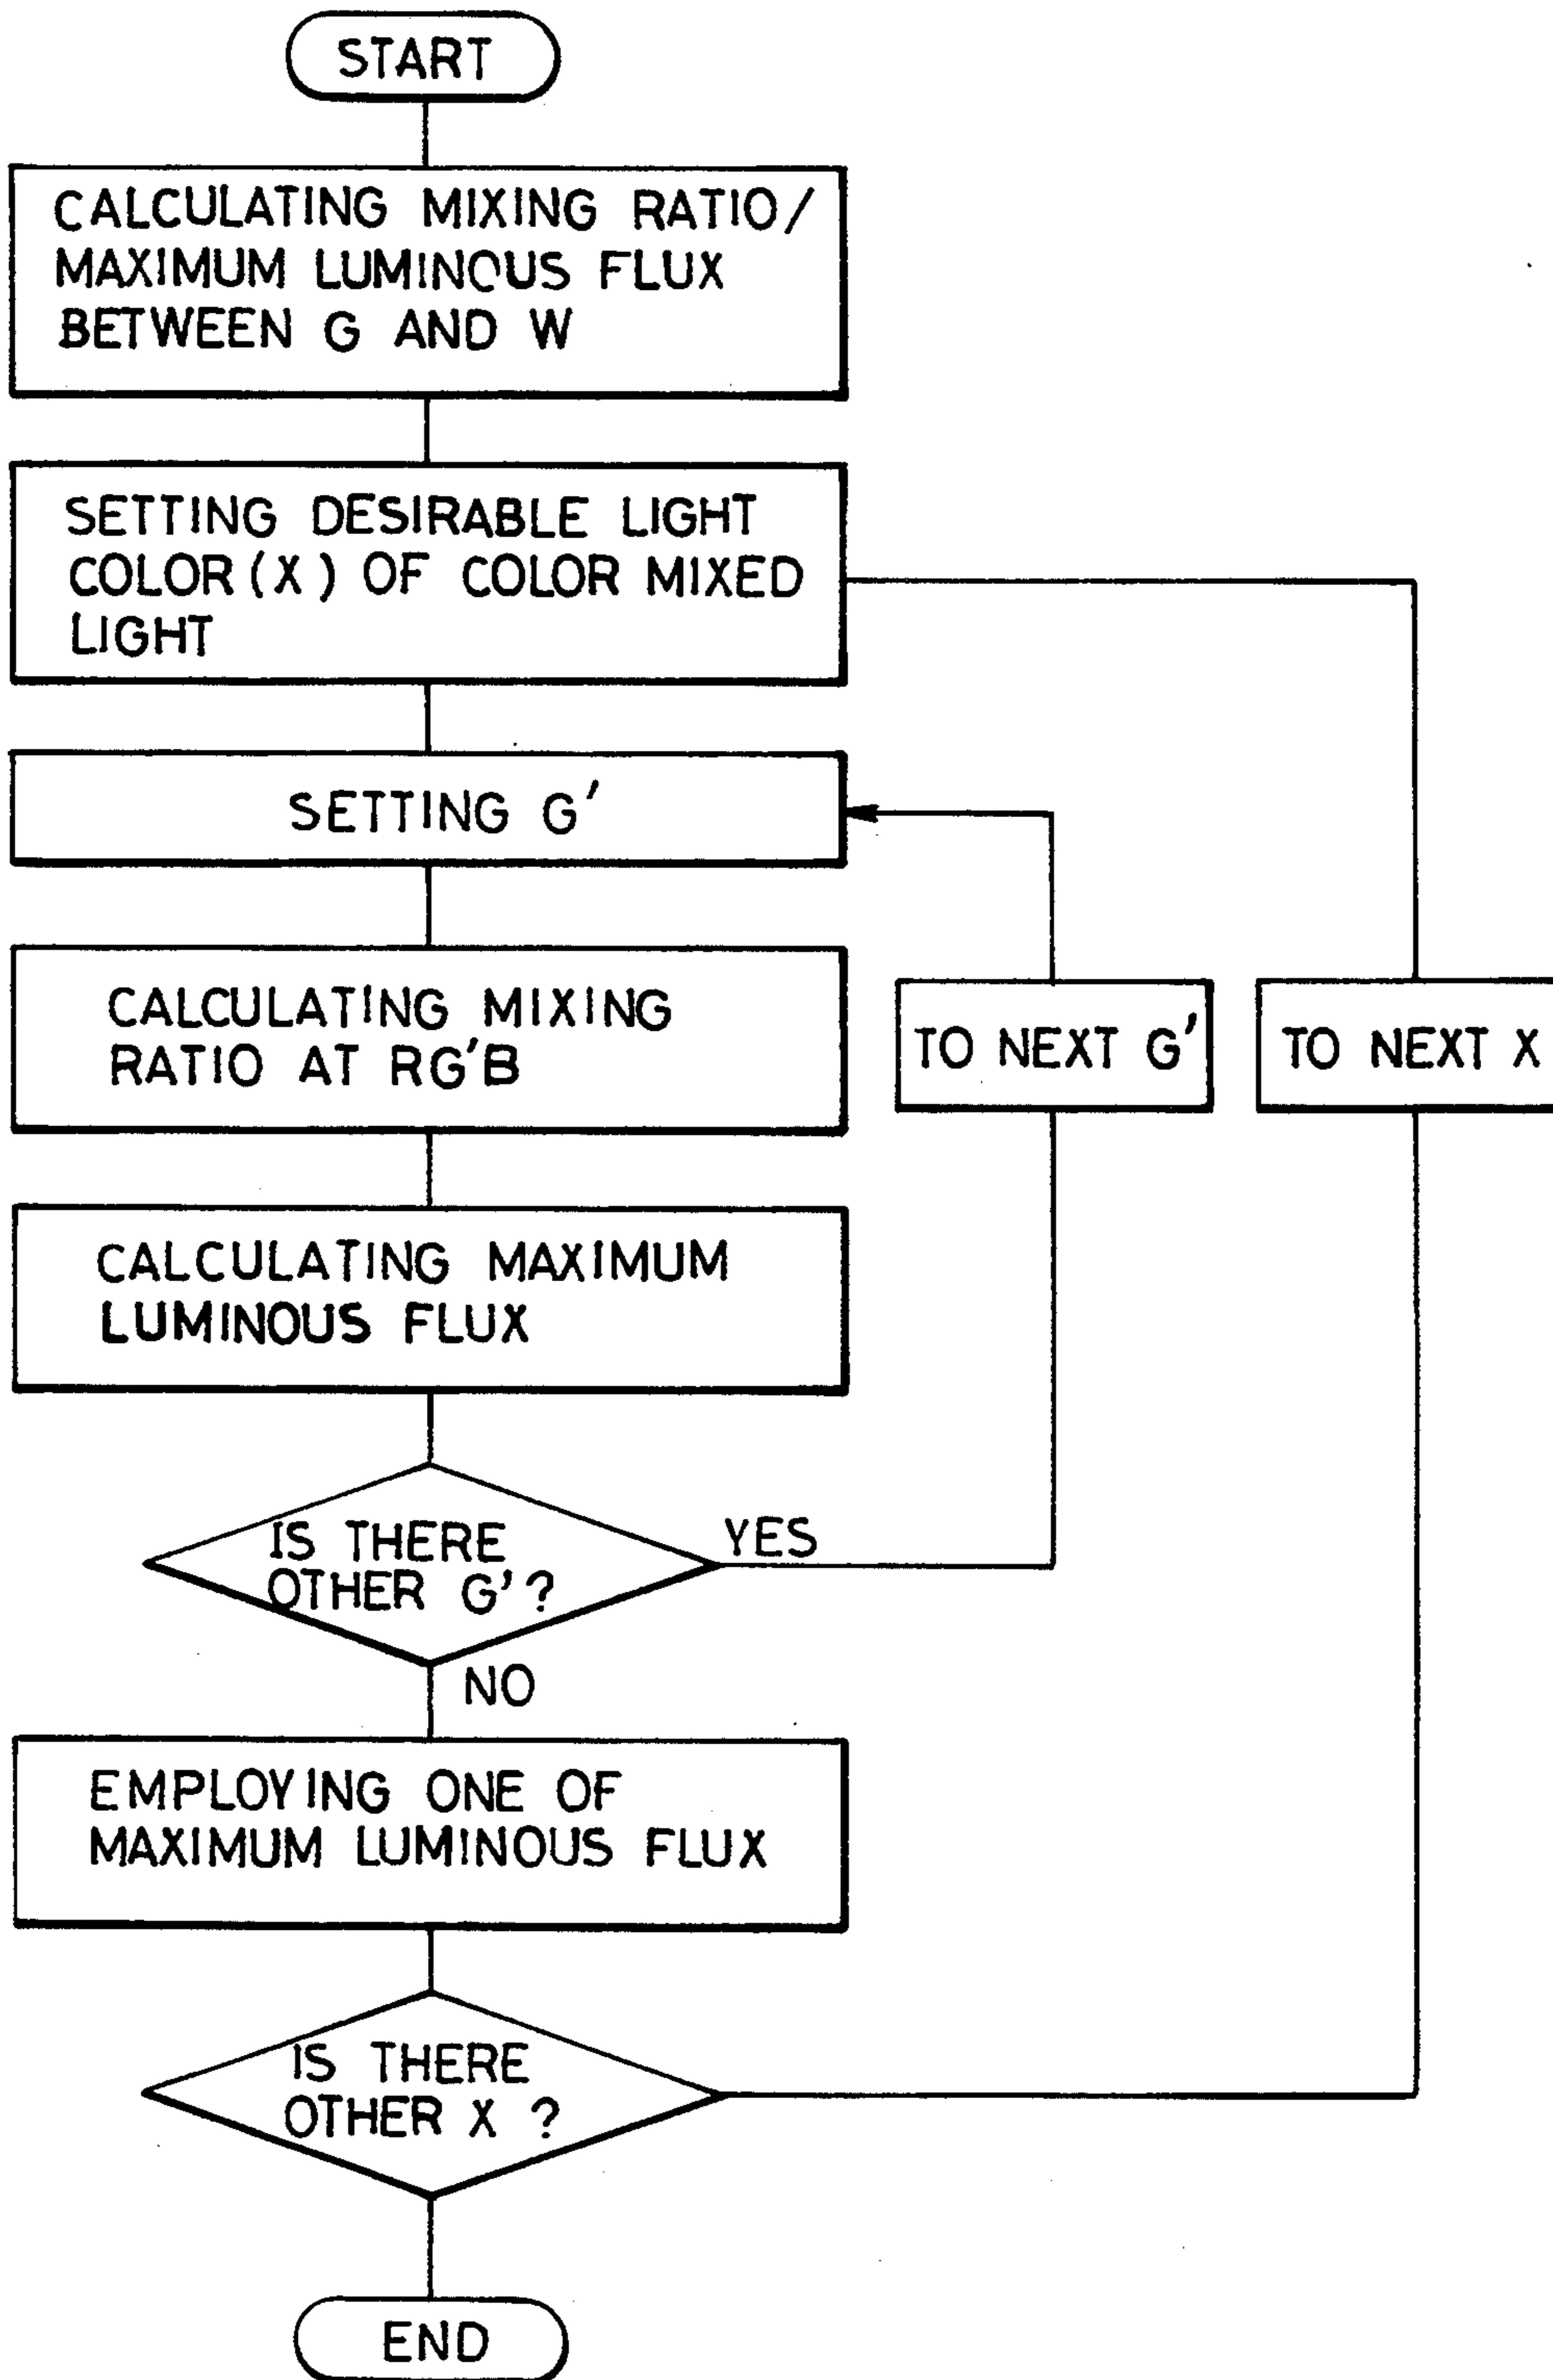 START
CALCULATING MIXING RATIO/
MAXIMUM LUMINOUS FLUX
BETWEEN G AND W
SETTING DESIRABLE LIGHT
COLOR(X) OF COLOR MIXED
LIGHT
SETTING G'
CALCULATING MIXING
RATIO AT RG'B
TO NEXT G'
TO NEXT X
CALCULATING MAXIMUM
LUMINOUS FLUX
IS THERE
OTHER G'?
YES
NO
EMPLOYING ONE OF
MAXIMUM LUMINOUS FLUX
IS THERE
OTHER X ?
END